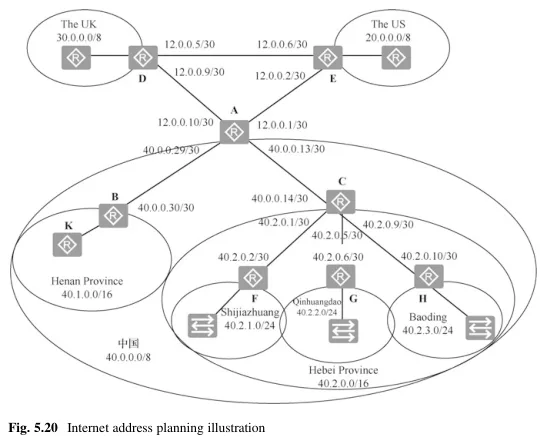 The UK
30.0.0.0/8
The US
20.0.0.0/8
12.0.0.5/30
12.0.0.6/30
R
R
R
R
D
E
12.0.0.9/30
12.0.0.2/30
A
12.0.0.10/30
12.0.0.1/30
R
40.0.0.29/30
40.0.0.13/30
B
C
40.0.0.14/30
R
R
40.0.0.30/30
40.2.0.1/30
40.2.0.9/30
40.2.0.5/30
K
R
40.2.0.2/30
40.2.0.6/30
40.2.0.10/30
R
R
R
F
G
H
Henan Province
40.1.0.0/16
Shijiazhuang
40.2.1.0/24
Qinhuangdao
40.2.2.0/24
Baoding
40.2.3.0/24
中国
40.0.0.0/8
Hebei Province
40.2.0.0/16
Fig. 5.20 Internet address planning illustration